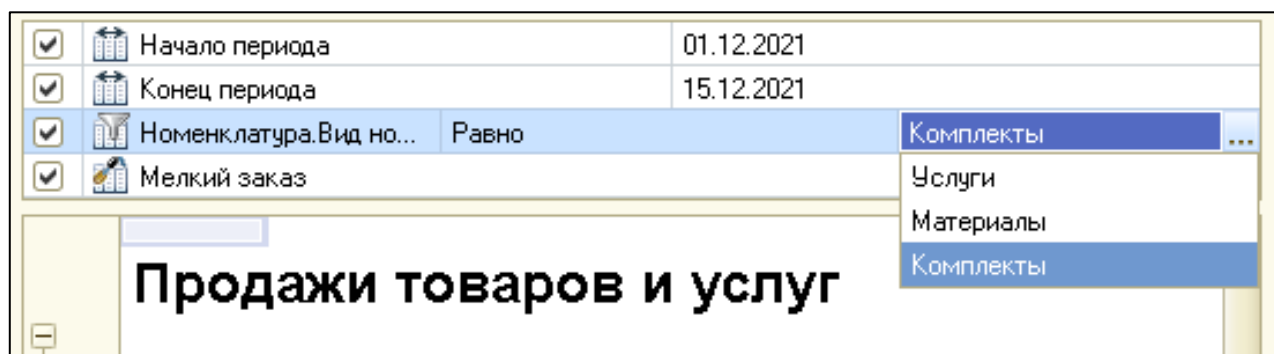 Начало периода 01.12.2021
Конец периода 15.12.2021
Номенклатура.Вид но... Равно Комплекты ...
Мелкий заказ
Услуги
Материалы
Комплекты
Продажи товаров и услуг